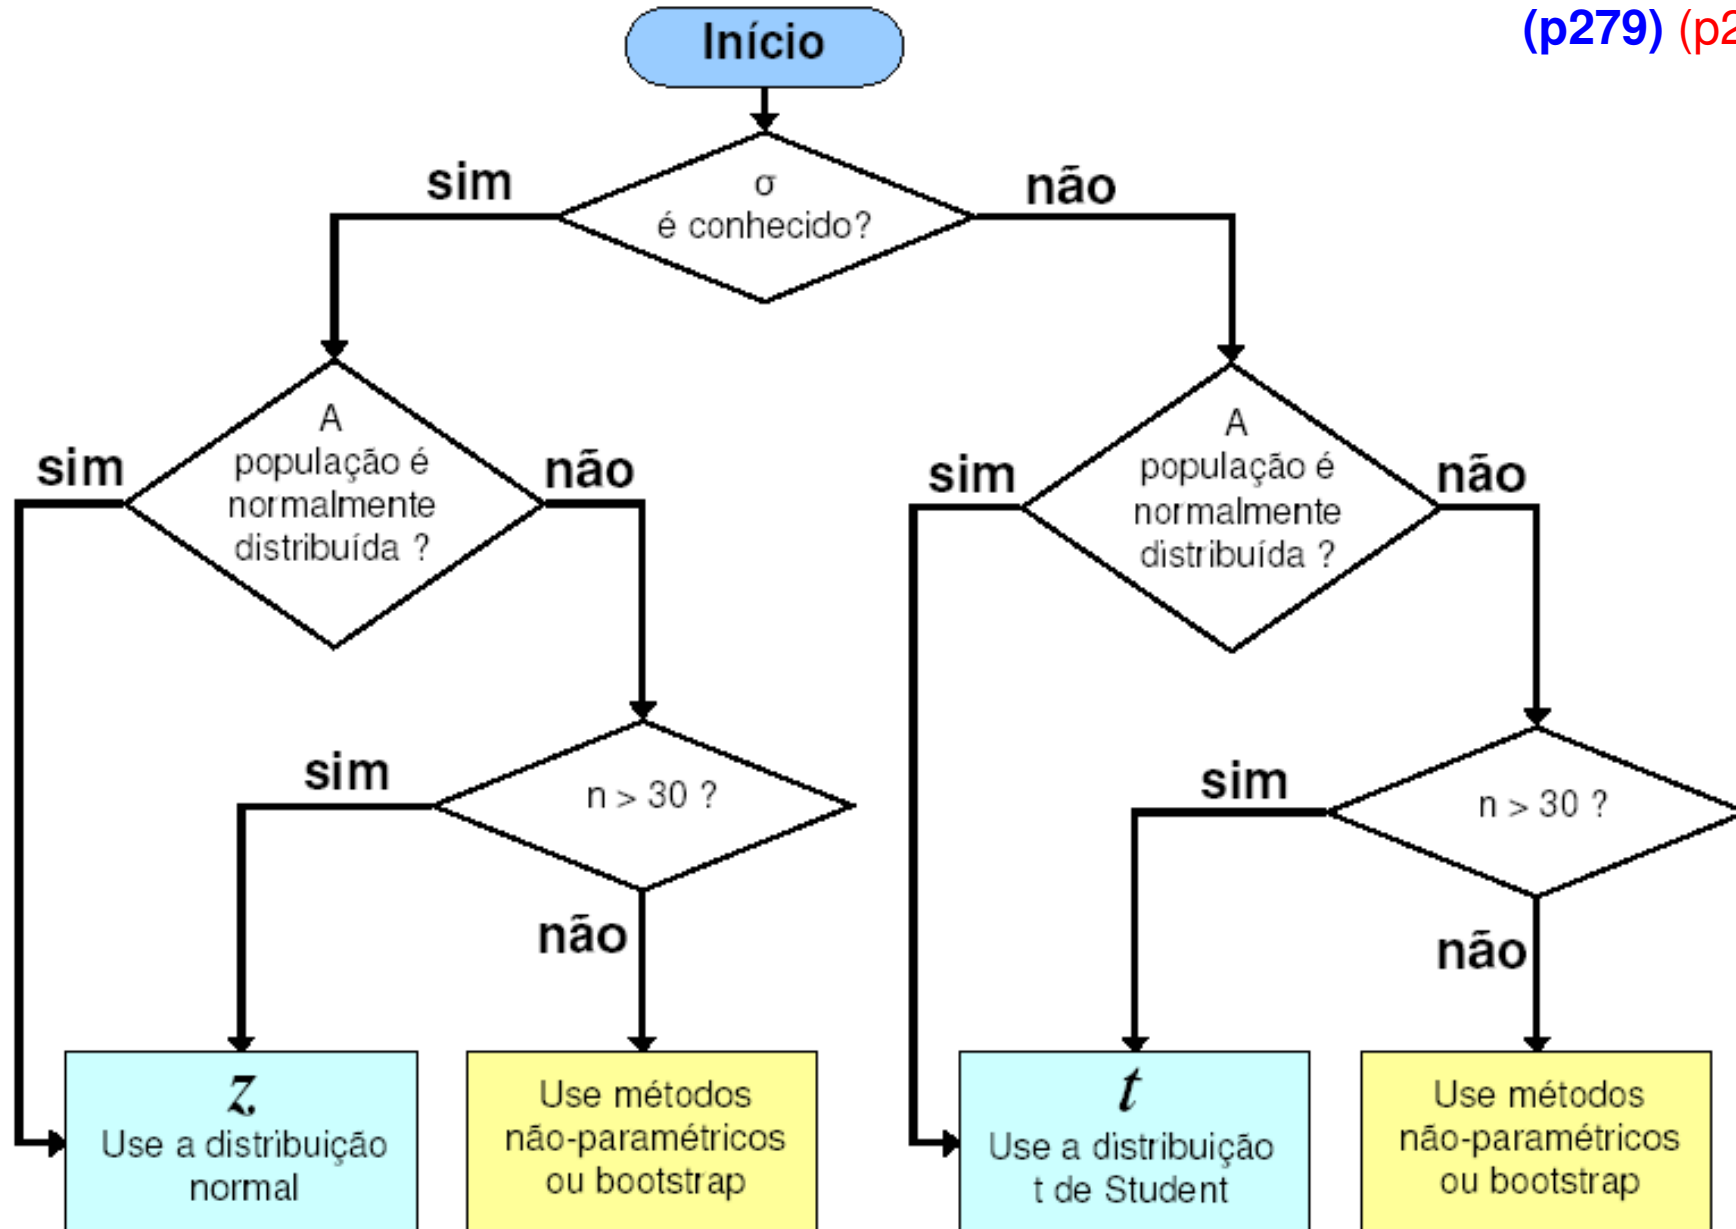 (p279) (p2
Início
σ
é conhecido?
sim
não
A
população é
normalmente
distribuída ?
sim
não
n > 30 ?
sim
não
z
Use a distribuição
normal
Use métodos
não-paramétricos
ou bootstrap
A
população é
normalmente
distribuída ?
sim
não
n > 30 ?
sim
não
t
Use a distribuição
t de Student
Use métodos
não-paramétricos
ou bootstrap